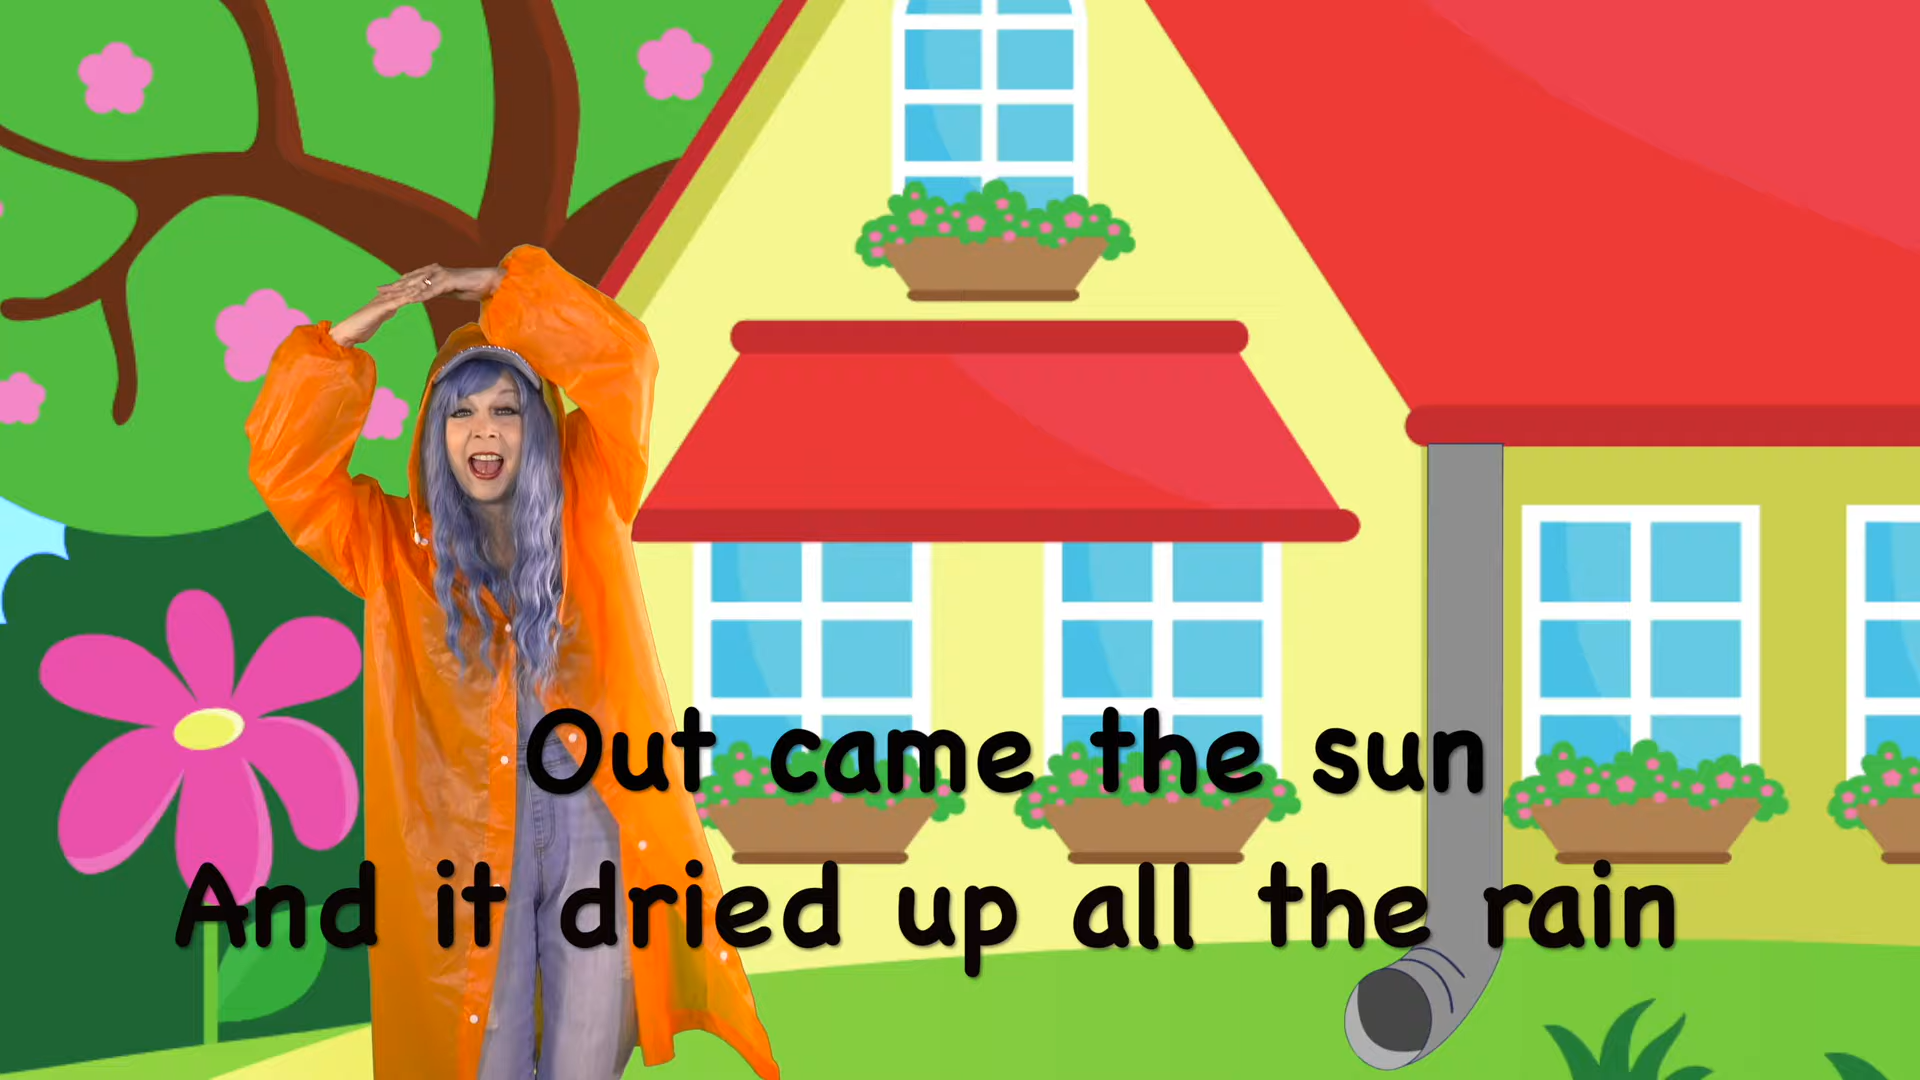 Out came the sun
And it dried up all the rain